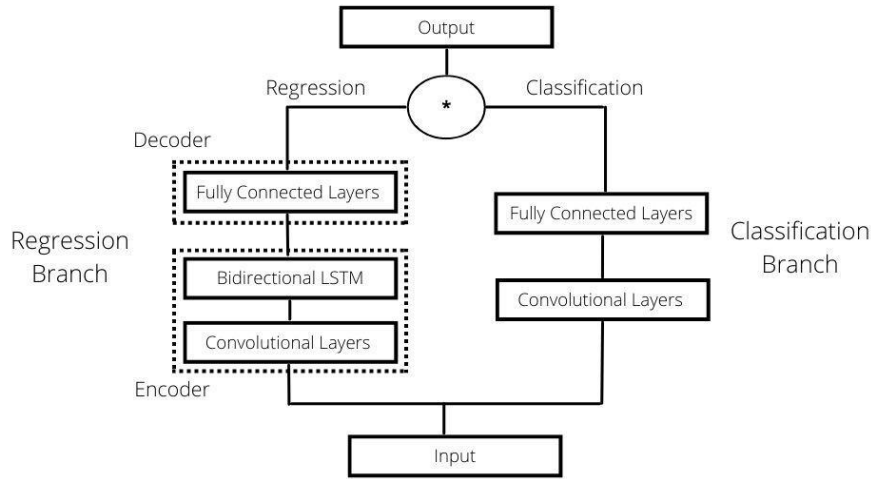 Output
Regression
Classification
*
Decoder
Fully Connected Layers
Fully Connected Layers
Regression
Branch
Classification
Branch
Bidirectional LSTM
Convolutional Layers
Convolutional Layers
Encoder
Input